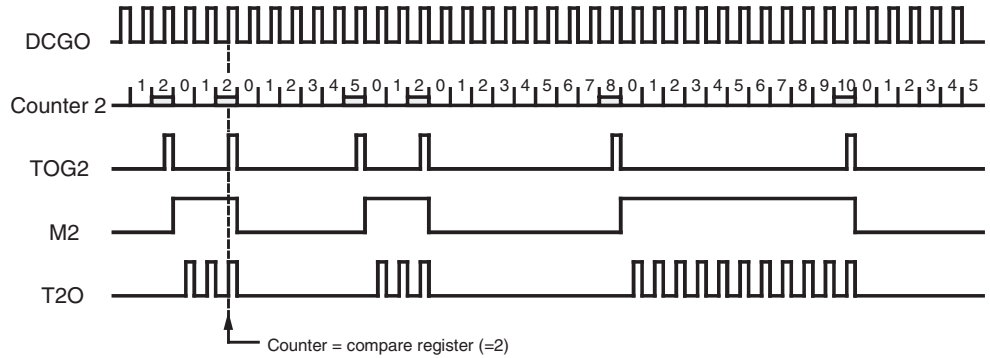 DCGO
Counter 2
1 2 0 1 2 0 1 2 3 4 5 0 1 2 0 1 2 3 4 5 6 7 8 0 1 2 3 4 5 6 7 8 9 10 0 1 2 3 4 5
TOG2
M2
T2O
Counter = compare register (=2)